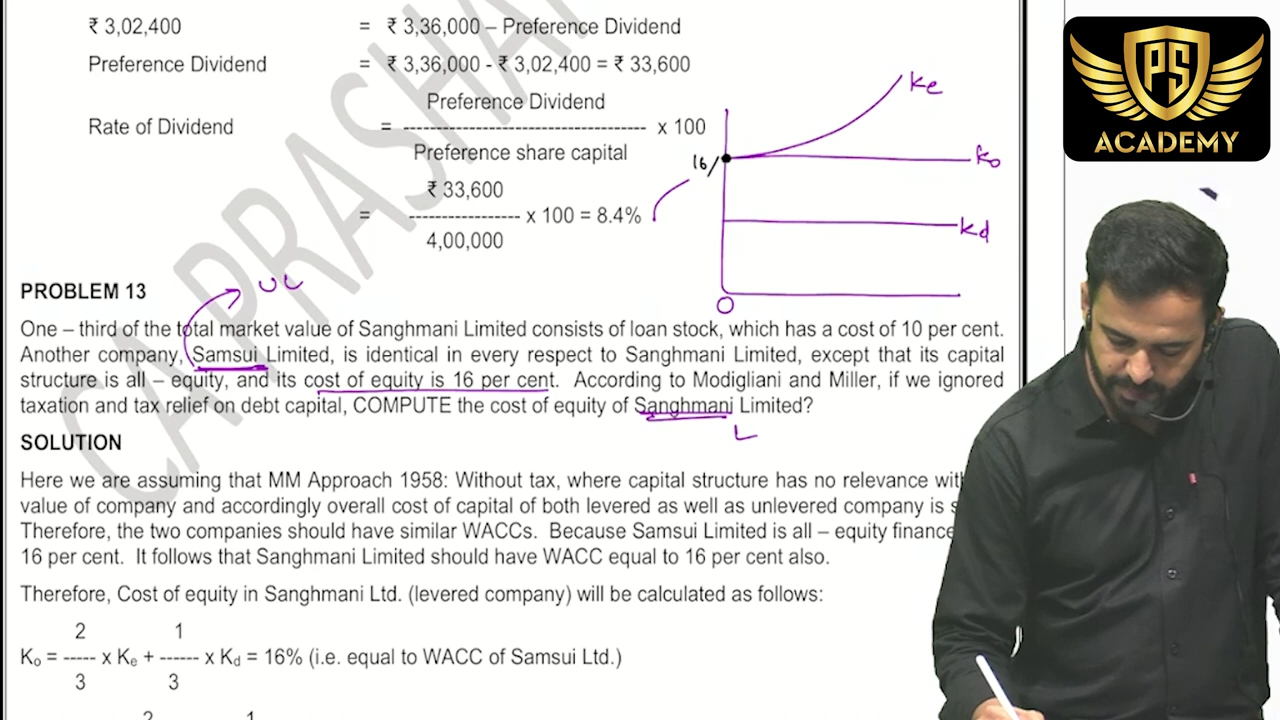 ₹ 3,02,400 = ₹ 3,36,000 – Preference Dividend
Preference Dividend = ₹ 3,36,000 - ₹ 3,02,400 = ₹ 33,600
Preference Dividend
Rate of Dividend = ---------------------------------------- x 100
Preference share capital
₹ 33,600
= ------------------- x 100 = 8.4%
4,00,000
Ke
16/
Ko
Kd
O
PS
ACADEMY
CA PRASHAN
PROBLEM 13
UL
One – third of the total market value of Sanghmani Limited consists of loan stock, which has a cost of 10 per cent.
Another company, Samsui Limited, is identical in every respect to Sanghmani Limited, except that its capital
structure is all – equity, and its cost of equity is 16 per cent. According to Modigliani and Miller, if we ignored
taxation and tax relief on debt capital, COMPUTE the cost of equity of Sanghmani Limited?
L
SOLUTION
Here we are assuming that MM Approach 1958: Without tax, where capital structure has no relevance with
value of company and accordingly overall cost of capital of both levered as well as unlevered company is
Therefore, the two companies should have similar WACCs. Because Samsui Limited is all – equity finance
16 per cent. It follows that Sanghmani Limited should have WACC equal to 16 per cent also.
Therefore, Cost of equity in Sanghmani Ltd. (levered company) will be calculated as follows:
2 1
Ko = ----- x Ke + ------ x Kd = 16% (i.e. equal to WACC of Samsui Ltd.)
3 3
2 1